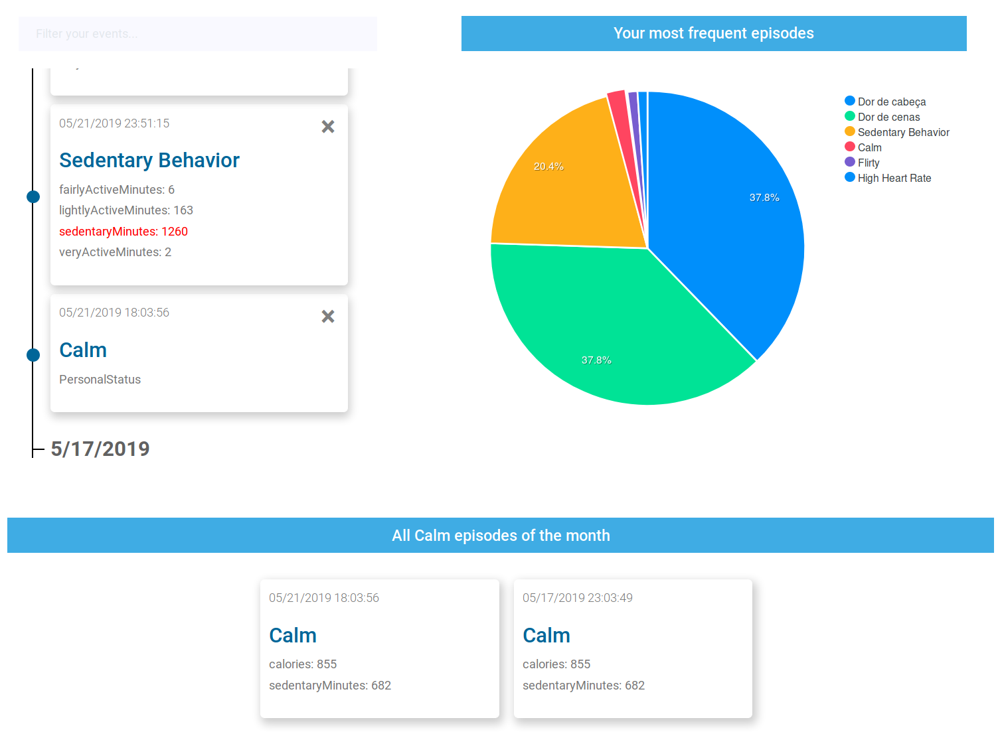 Filter your events...
05/21/2019 23:51:15
Sedentary Behavior
fairlyActiveMinutes: 6
lightlyActiveMinutes: 163
sedentaryMinutes: 1260
veryActiveMinutes: 2
05/21/2019 18:03:56
Calm
PersonalStatus
5/17/2019
Your most frequent episodes
20.4%
37.8%
37.8%
Dor de cabeça
Dor de cenas
Sedentary Behavior
Calm
Flirty
High Heart Rate
All Calm episodes of the month
05/21/2019 18:03:56
Calm
calories: 855
sedentaryMinutes: 682
05/17/2019 23:03:49
Calm
calories: 855
sedentaryMinutes: 682